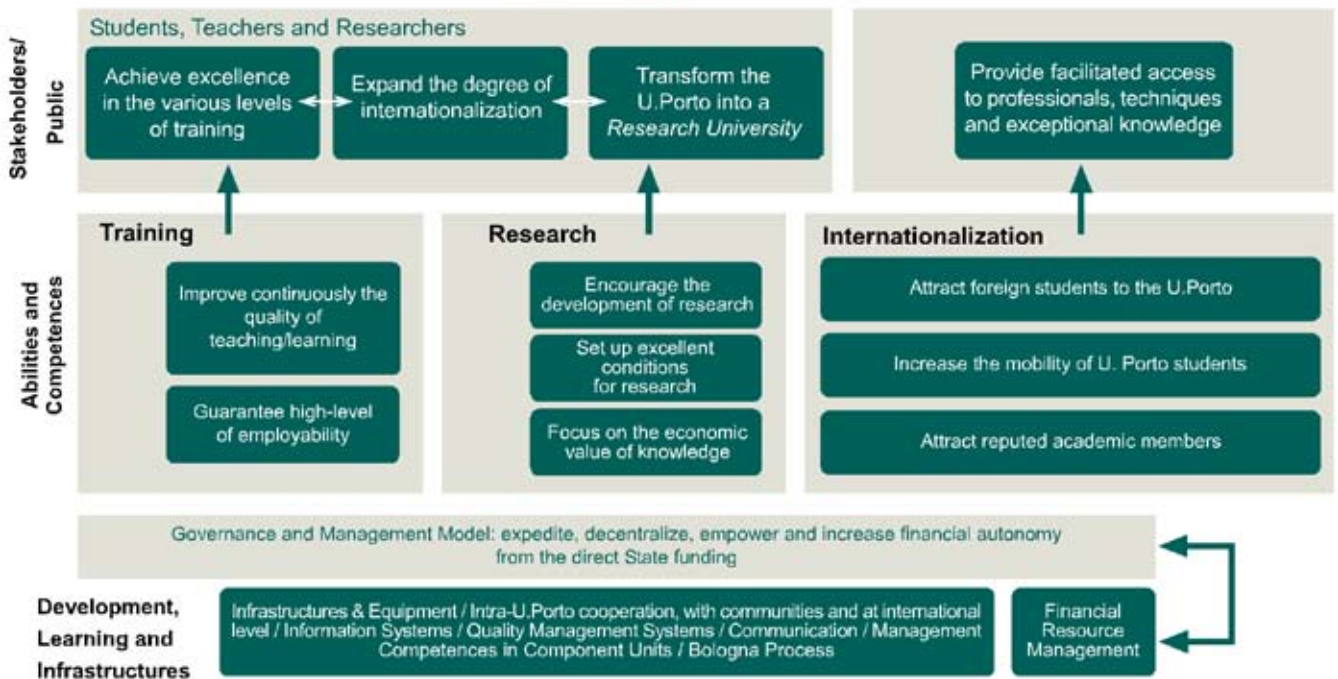 Stakeholders/
Public
Students, Teachers and Researchers
Achieve excellence
in the various levels
of training
Expand the degree of
internationalization
Transform the
U.Porto into a
Research University
Provide facilitated access
to professionals, techniques
and exceptional knowledge
Abilities and
Competences
Training
Improve continuously the
quality of
teaching/learning
Guarantee high-level
of employability
Research
Encourage the
development of research
Set up excellent
conditions
for research
Focus on the economic
value of knowledge
Internationalization
Attract foreign students to the U.Porto
Increase the mobility of U. Porto students
Attract reputed academic members
Governance and Management Model: expedite, decentralize, empower and increase financial autonomy
from the direct State funding
Development,
Learning and
Infrastructures
Infrastructures & Equipment / Intra-U.Porto cooperation, with communities and at international
level / Information Systems / Quality Management Systems / Communication / Management
Competences in Component Units / Bologna Process
Financial
Resource
Management